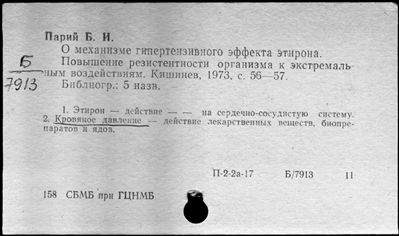 Парий Б. И.
О механизме гипертензивного эффекта этирона.
Повышение резистентности организма к экстремаль-
Б
ным воздействиям. Кишинев, 1973, с. 56—57.
7913
Библиогр.: 5 назв.
1. Этирон — действие — — на сердечно-сосудистую систему.
2. Кровяное давление — действие лекарственных веществ, биопре-
паратов и ядов.
П-2-2а-17 Б/7913 11
158 СБМБ при ГЦНМБ